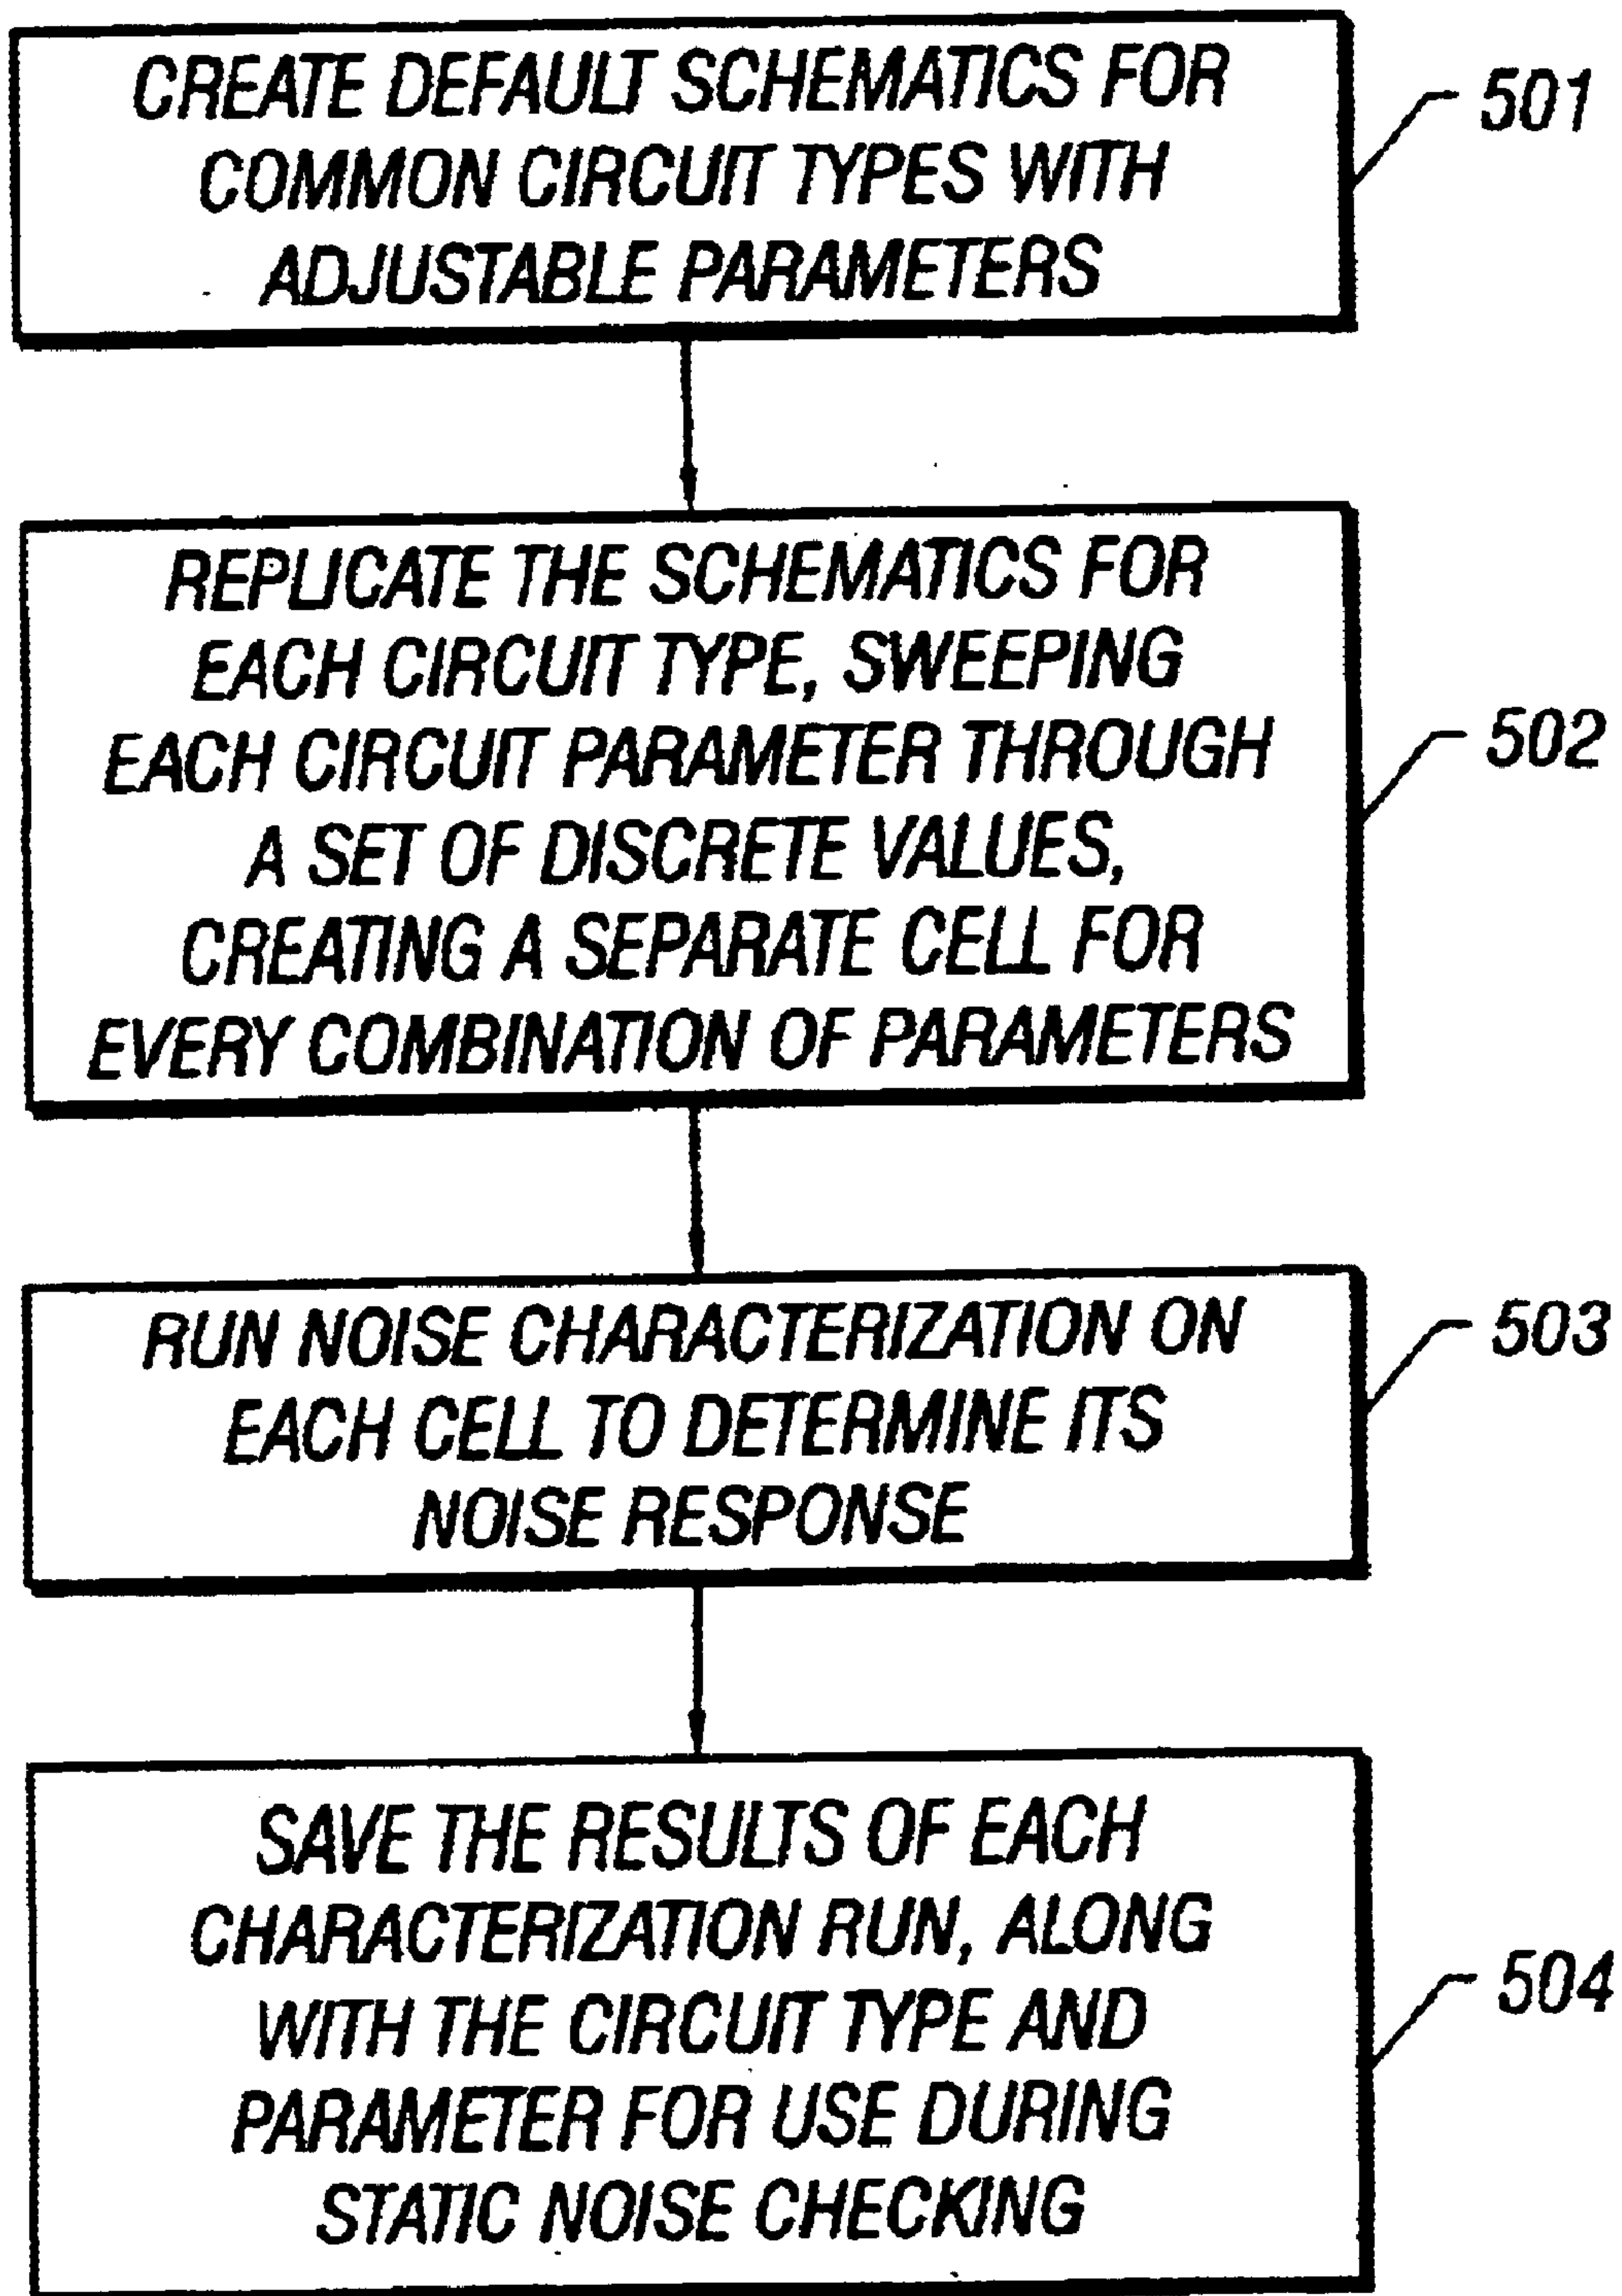 CREATE DEFAULT SCHEMATICS FOR
COMMON CIRCUIT TYPES WITH
ADJUSTABLE PARAMETERS
501
REPLICATE THE SCHEMATICS FOR
EACH CIRCUIT TYPE, SWEEPING
EACH CIRCUIT PARAMETER THROUGH
A SET OF DISCRETE VALUES,
CREATING A SEPARATE CELL FOR
EVERY COMBINATION OF PARAMETERS
502
RUN NOISE CHARACTERIZATION ON
EACH CELL TO DETERMINE ITS
NOISE RESPONSE
503
SAVE THE RESULTS OF EACH
CHARACTERIZATION RUN, ALONG
WITH THE CIRCUIT TYPE AND
PARAMETER FOR USE DURING
STATIC NOISE CHECKING
504